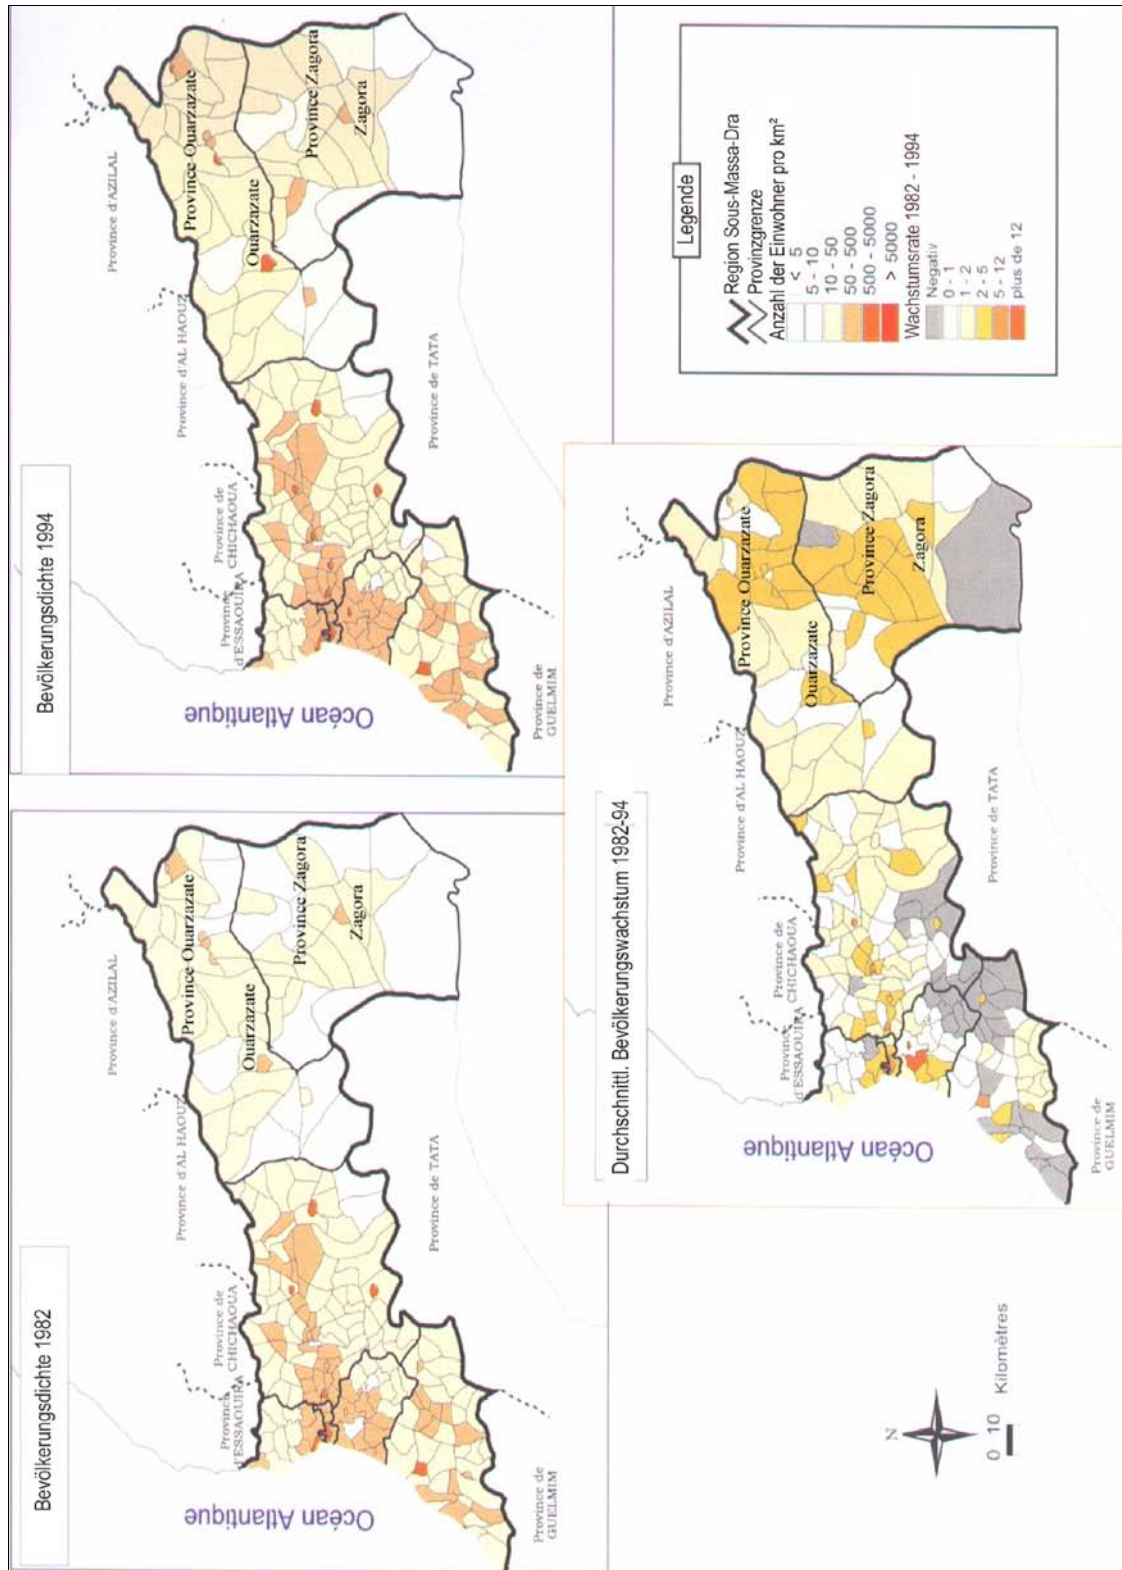 Bevölkerungsdichte 1982
Province d'AZILAL
Province d'AL HAOUZ
Province de
CHICHAOUA
Province
d'ESSAOUIRA
Province Ouarzazate
Ouarzazate
Province Zagora
Zagora
Océan Atlantique
Province de TATA
Province de
GUELMIM
Bevölkerungsdichte 1994
Province d'AZILAL
Province d'AL HAOUZ
Province de
CHICHAOUA
Province
d'ESSAOUIRA
Province Ouarzazate
Ouarzazate
Province Zagora
Zagora
Océan Atlantique
Province de TATA
Province de
GUELMIM
Durchschnittl. Bevölkerungswachstum 1982-94
Province d'AZILAL
Province d'AL HAOUZ
Province de
CHICHAOUA
Province
d'ESSAOUIRA
Province Ouarzazate
Ouarzazate
Province Zagora
Zagora
Océan Atlantique
Province de TATA
Province de
GUELMIM
N
0 10 Kilomètres
Legende
Region Sous-Massa-Dra
Provinzgrenze
Anzahl der Einwohner pro km²
< 5
5 - 10
10 - 50
50 - 500
500 - 5000
> 5000
Wachstumsrate 1982 - 1994
Negativ
0 - 1
1 - 2
2 - 5
5 - 12
plus de 12